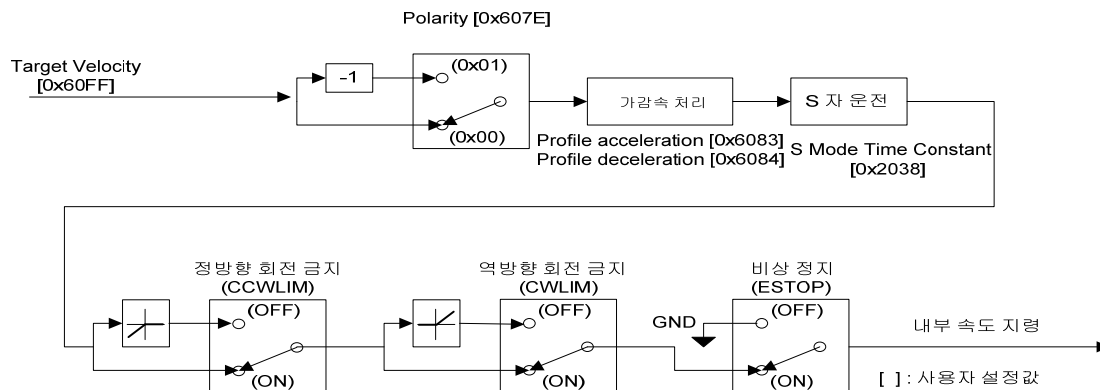 Polarity [0x607E]
Target Velocity
[0x60FF]
-1
(0x01)
(0x00)
가감속 처리
S 자 운전
Profile acceleration [0x6083]
Profile deceleration [0x6084]
S Mode Time Constant
[0x2038]
정방향 회전 금지
(CCWLIM)
(OFF)
(ON)
역방향 회전 금지
(CWLIM)
(OFF)
(ON)
비상 정지
(ESTOP)
(OFF)
GND
(ON)
내부 속도 지령
[ ] : 사용자 설정값